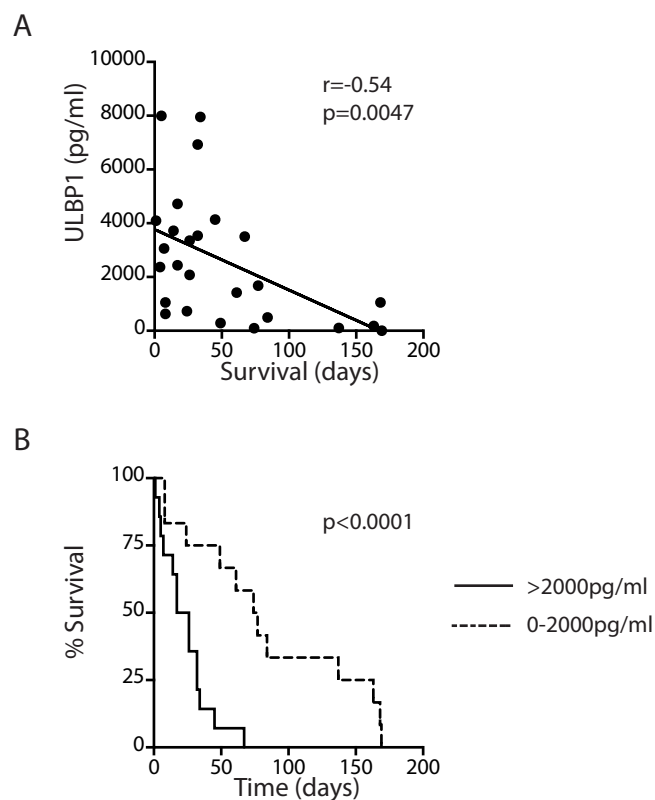 A
10000
8000
6000
4000
2000
0
ULBP1 (pg/ml)
r=-0.54
p=0.0047
0 50 100 150 200
Survival (days)
B
100
75
50
25
0
% Survival
p<0.0001
>2000pg/ml
0-2000pg/ml
0 50 100 150 200
Time (days)